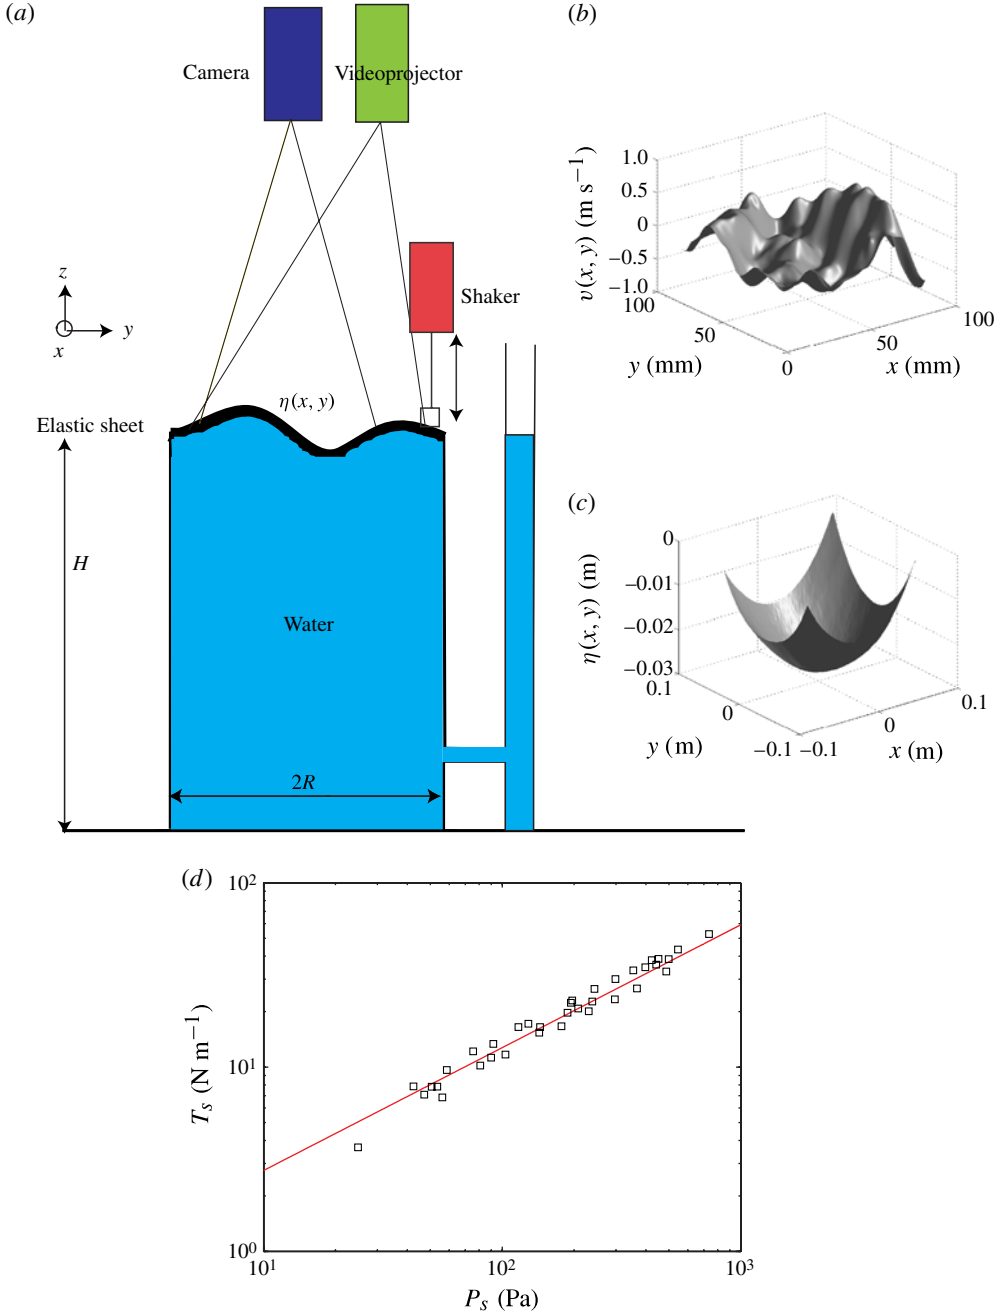 (a)
Camera
Videoprojector
Shaker
z
y
x
η(x, y)
Elastic sheet
H
Water
2R
(b)
v(x, y) (m s−1)
1.0
0.5
0
−0.5
−1.0
100
50
0
y (mm)
50
100
x (mm)
(c)
η(x, y) (m)
0
−0.01
−0.02
−0.03
0.1
0
−0.1
y (m)
−0.1
0
0.1
x (m)
(d)
Ts (N m−1)
10²
10¹
10⁰
10¹
10²
10³
Ps (Pa)